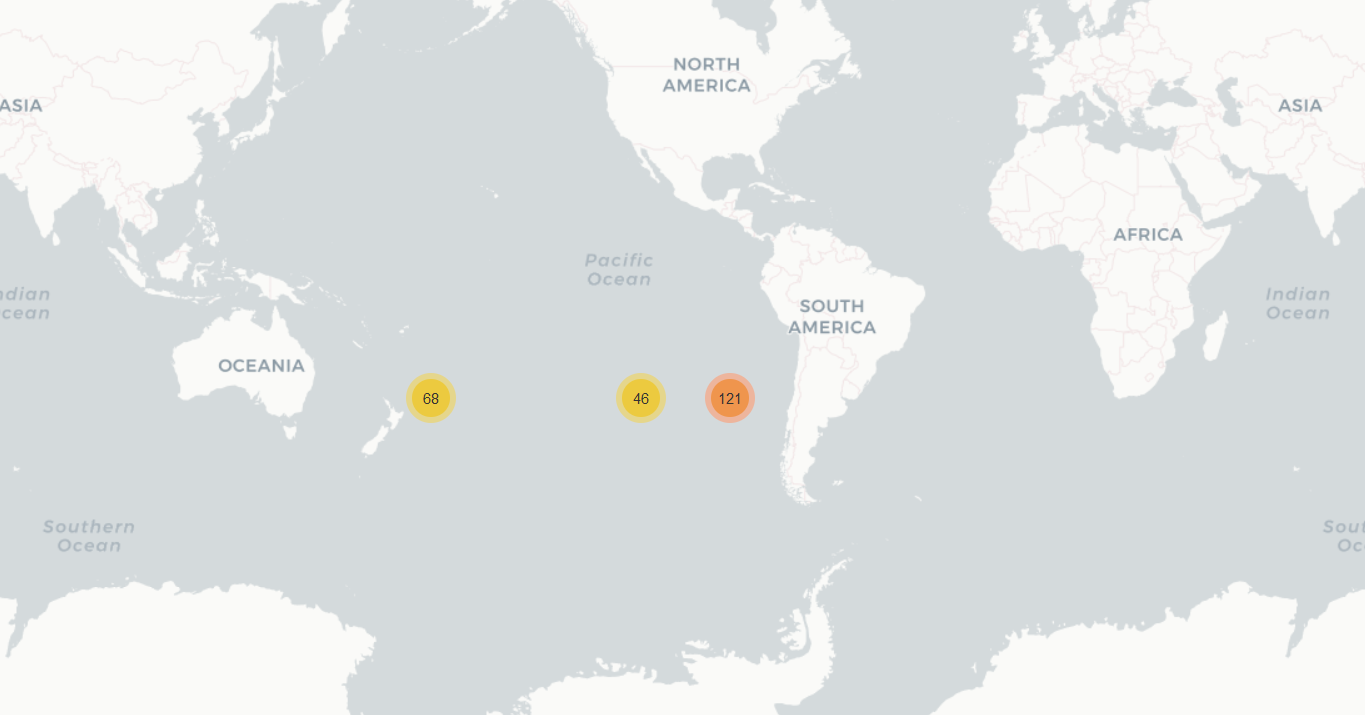 NORTH
AMERICA
ASIA
ASIA
AFRICA
Pacific
Ocean
ndian
cean
Indian
Ocean
SOUTH
AMERICA
OCEANIA
68
46
121
Southern
Ocean
Sout
Oc